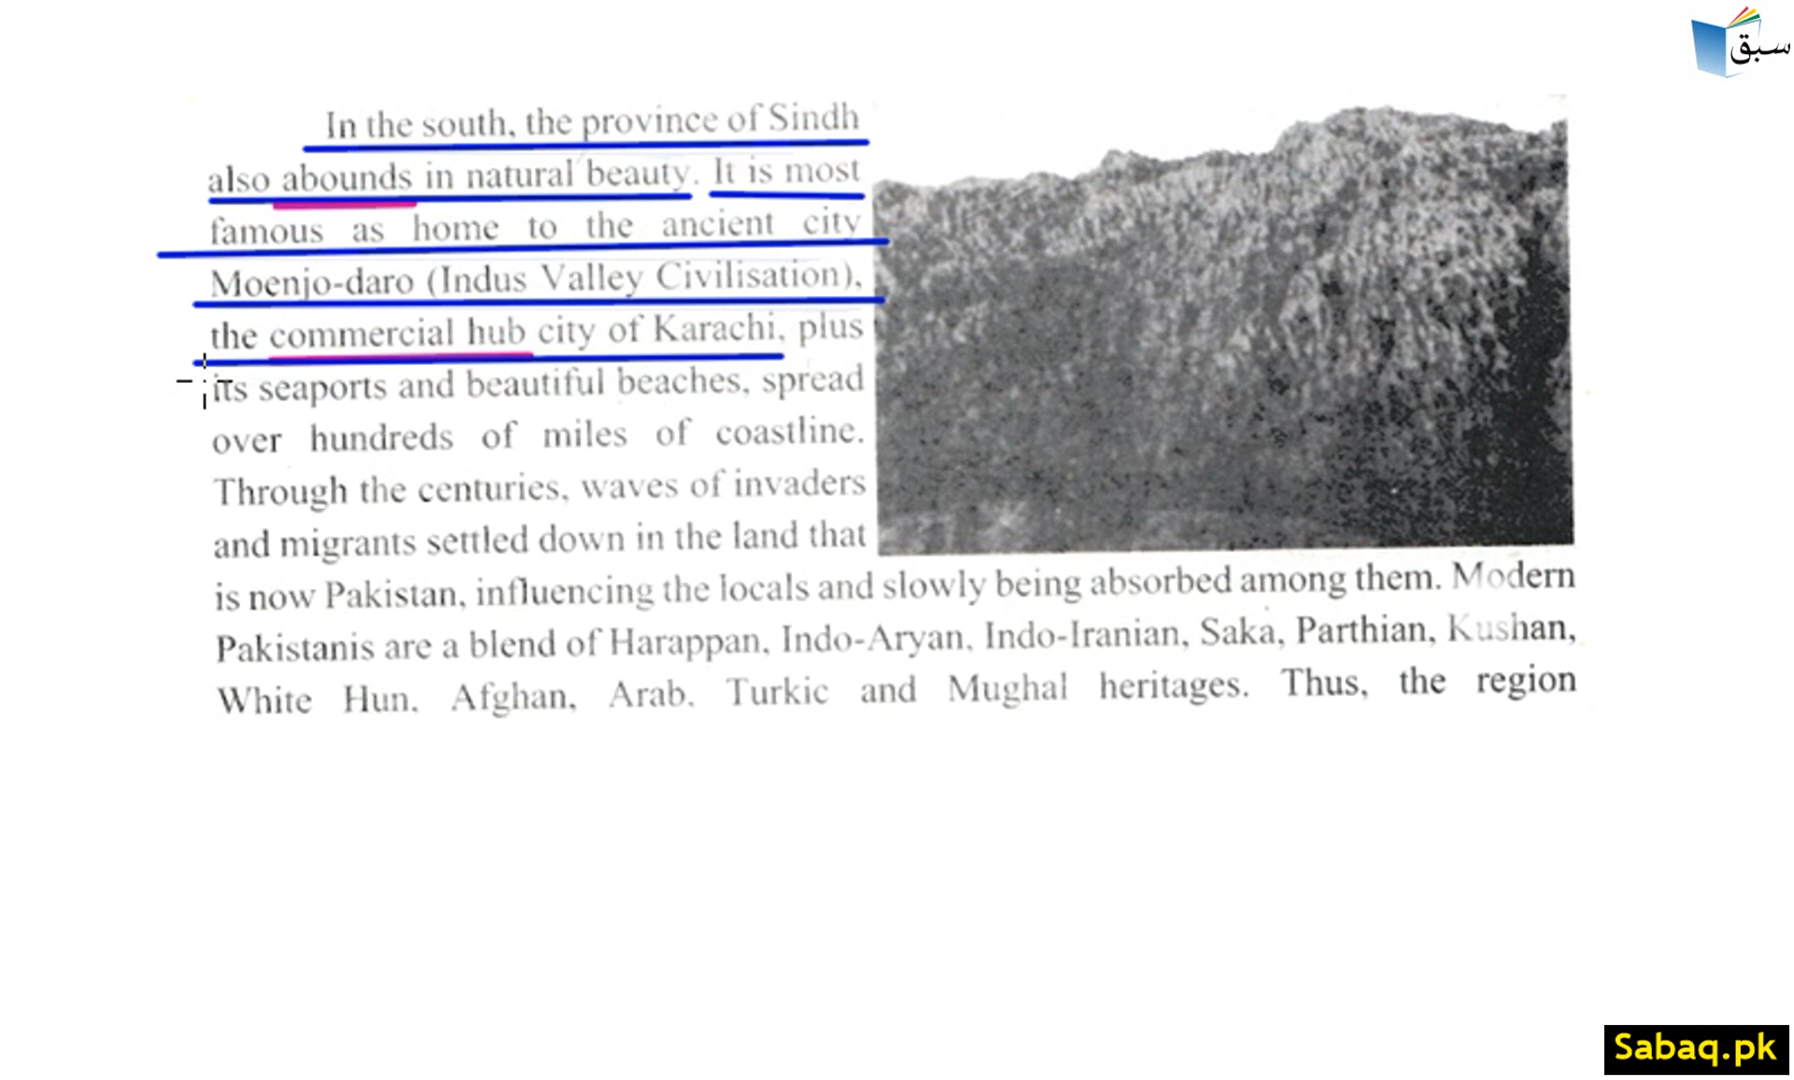 سبق
In the south, the province of Sindh
also abounds in natural beauty. It is most
famous as home to the ancient city
Moenjo-daro (Indus Valley Civilisation),
the commercial hub city of Karachi, plus
its seaports and beautiful beaches, spread
over hundreds of miles of coastline.
Through the centuries, waves of invaders
and migrants settled down in the land that
is now Pakistan, influencing the locals and slowly being absorbed among them. Modern
Pakistanis are a blend of Harappan, Indo-Aryan, Indo-Iranian, Saka, Parthian, Kushan,
White Hun, Afghan, Arab, Turkic and Mughal heritages. Thus, the region
Sabaq.pk